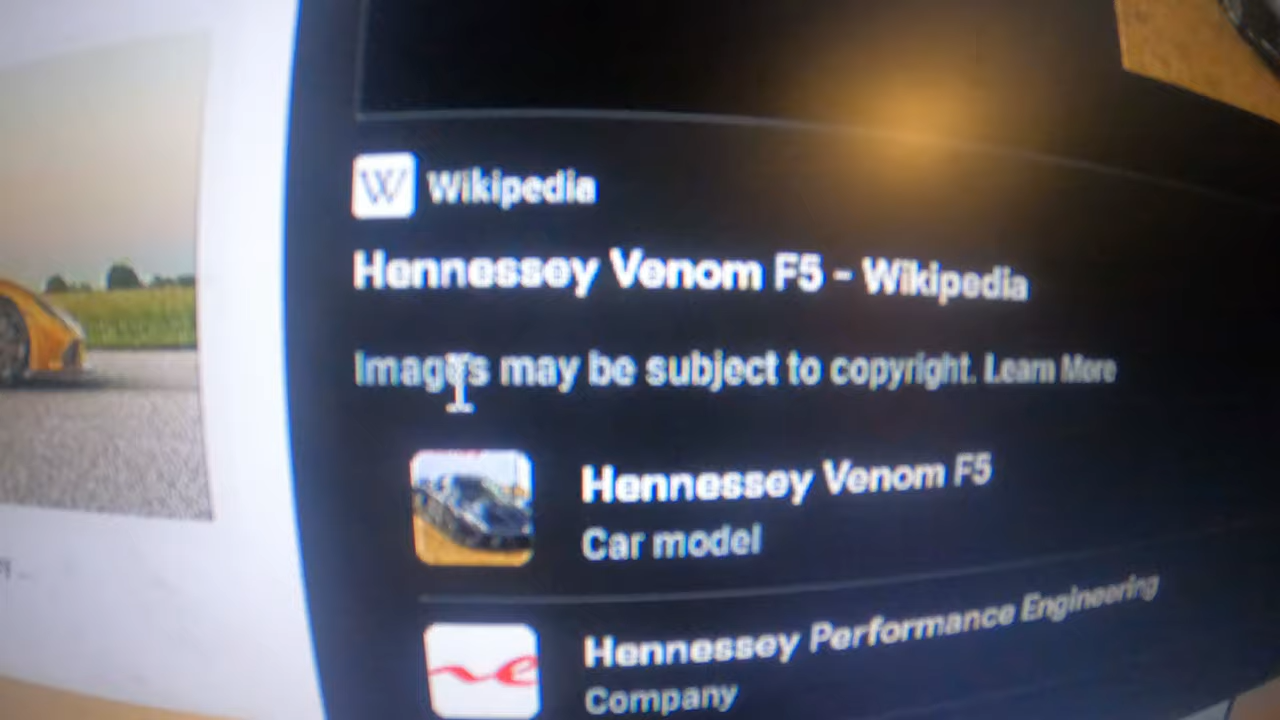 W Wikipedia
Hennessey Venom F5 - Wikipedia
Images may be subject to copyright. Learn More
Hennessey Venom F5
Car model
Hennessey Performance Engineering
Company